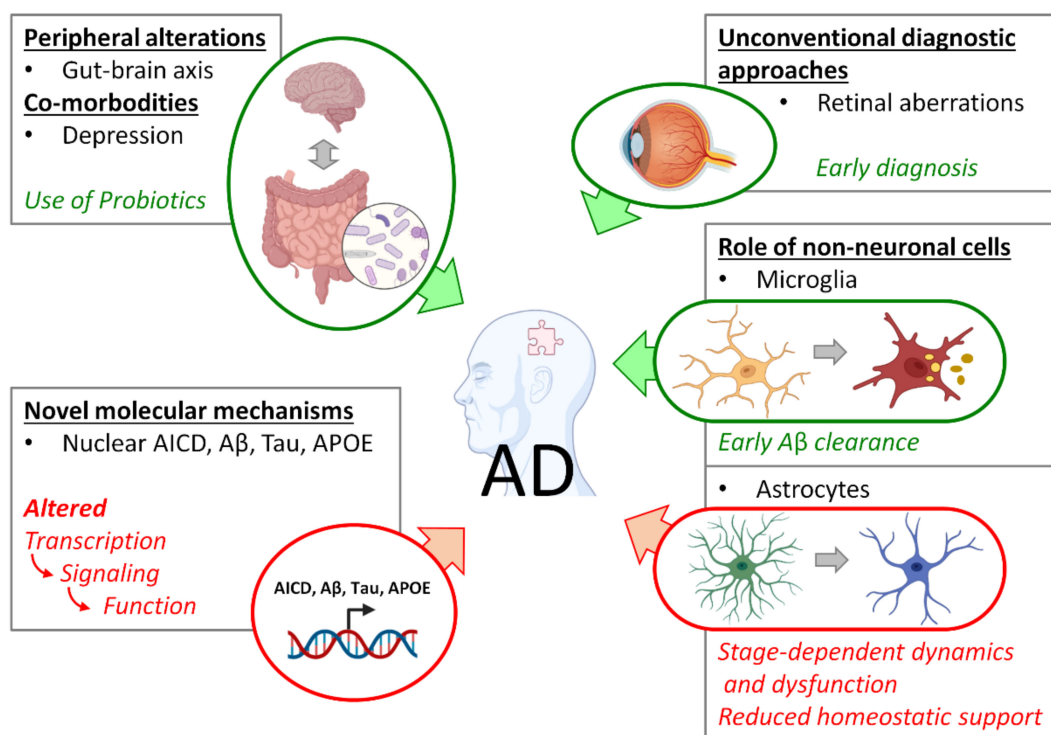 Peripheral alterations
• Gut-brain axis
Co-morbodities
• Depression
Use of Probiotics
Unconventional diagnostic
approaches
• Retinal aberrations
Early diagnosis
Role of non-neuronal cells
• Microglia
Early Aβ clearance
• Astrocytes
Stage-dependent dynamics
and dysfunction
Reduced homeostatic support
Novel molecular mechanisms
• Nuclear AICD, Aβ, Tau, APOE
Altered
Transcription
Signaling
Function
AICD, Aβ, Tau, APOE
AD